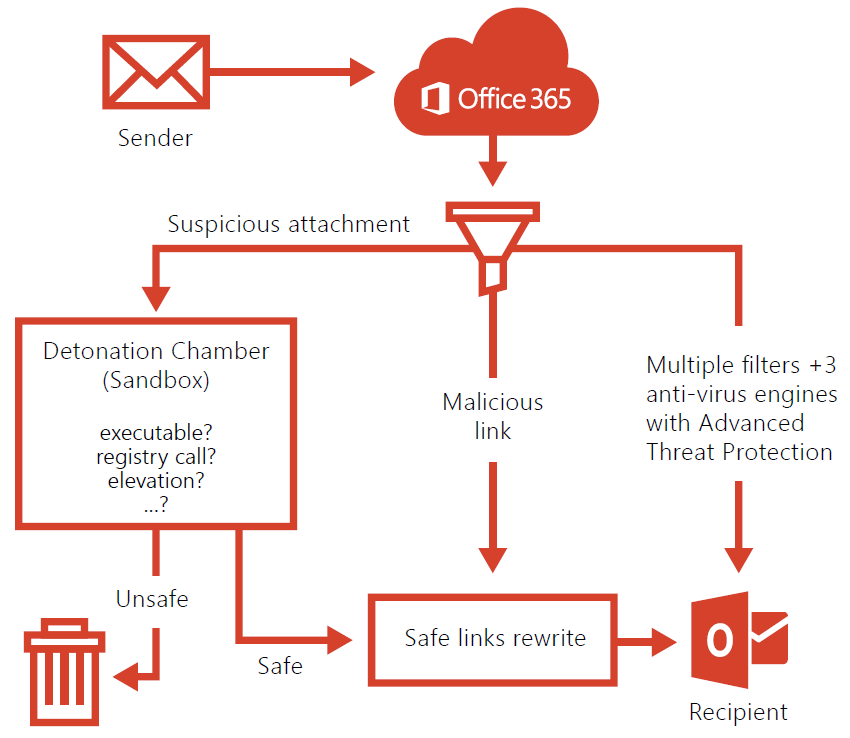 Office 365
Sender
Suspicious attachment
Detonation Chamber
(Sandbox)
executable?
registry call?
elevation?
...?
Malicious
link
Multiple filters +3
anti-virus engines
with Advanced
Threat Protection
Unsafe
Safe
Safe links rewrite
O
Recipient